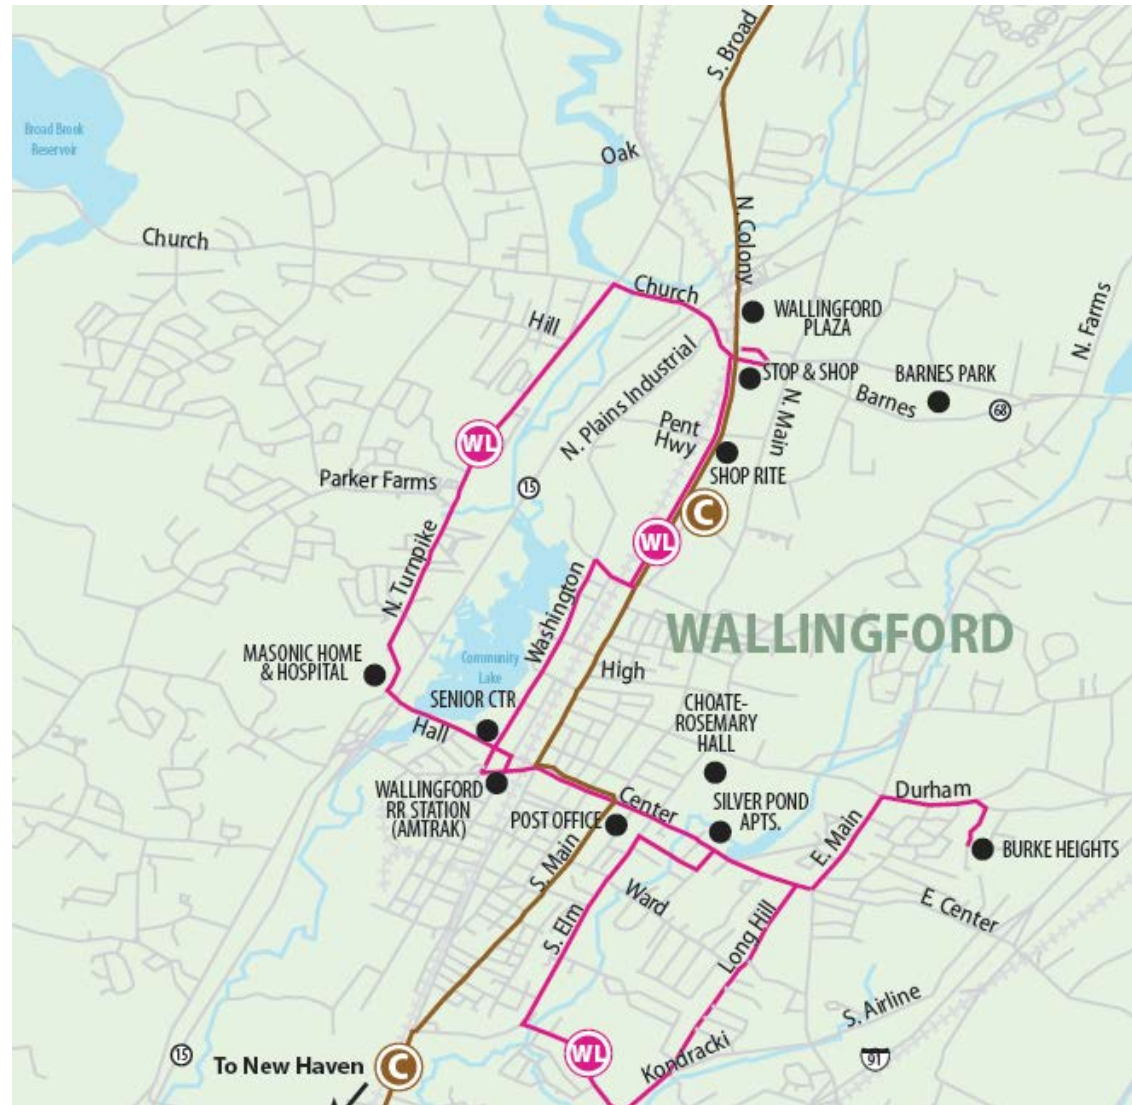 S. Broad
Broad Brook
Reservoir
Oak
Church
N. Colony
Church
WALLINGFORD
PLAZA
N. Farms
Hill
N. Plains Industrial
STOP & SHOP
BARNES PARK
Barnes
68
N. Main
Pent
Hwy
WL
Parker Farms
SHOP RITE
15
C
WL
N. Turnpike
Washington
WALLINGFORD
MASONIC HOME
& HOSPITAL
Community
Lake
High
SENIOR CTR
CHOATE-
ROSEMARY
HALL
Hall
WALLINGFORD
RR STATION
(AMTRAK)
Center
SILVER POND
APTS.
Durham
POST OFFICE
E. Main
BURKE HEIGHTS
S. Main
Ward
E. Center
S. Elm
Long Hill
S. Airline
15
To New Haven
C
WL
Kondracki
91